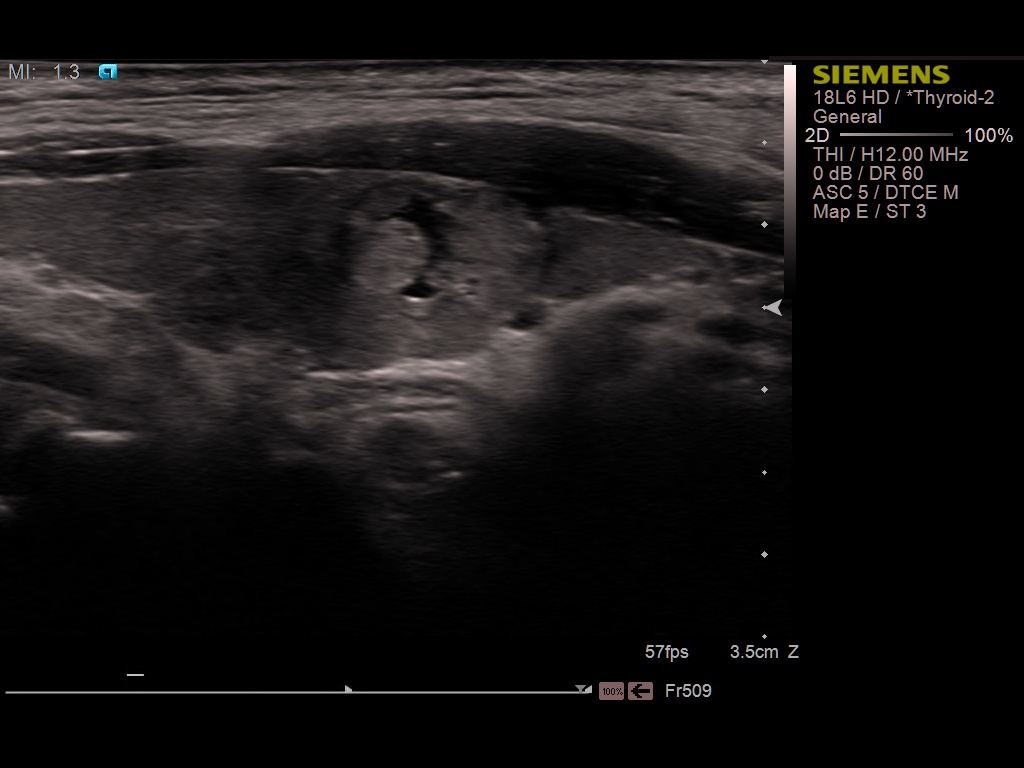 MI: 1.3
SIEMENS
18L6 HD / *Thyroid-2
General
2D 100%
THI / H12.00 MHz
0 dB / DR 60
ASC 5 / DTCE M
Map E / ST 3
57fps 3.5cm Z
100% Fr509